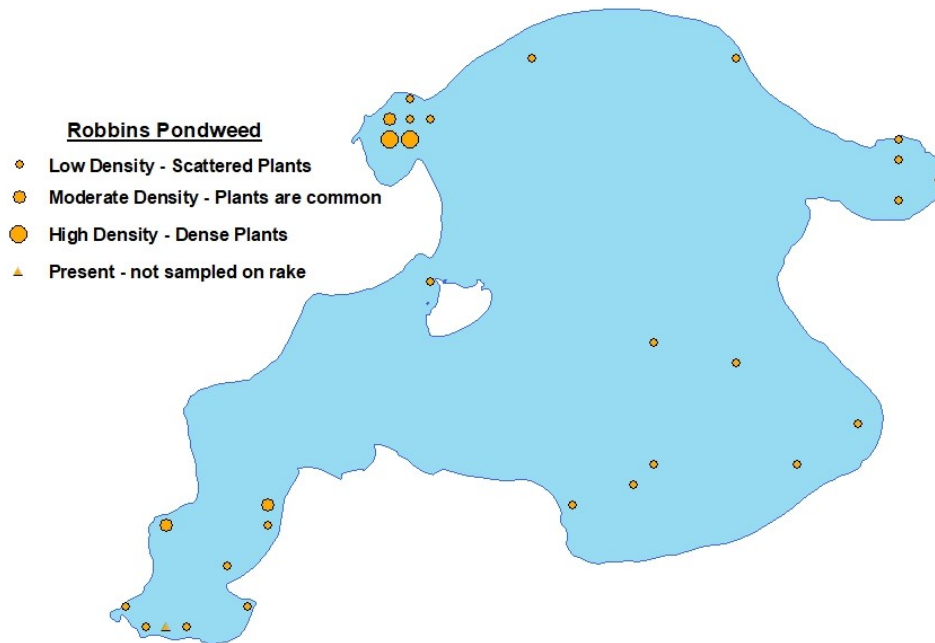 Robbins Pondweed
Low Density - Scattered Plants
Moderate Density - Plants are common
High Density - Dense Plants
Present - not sampled on rake